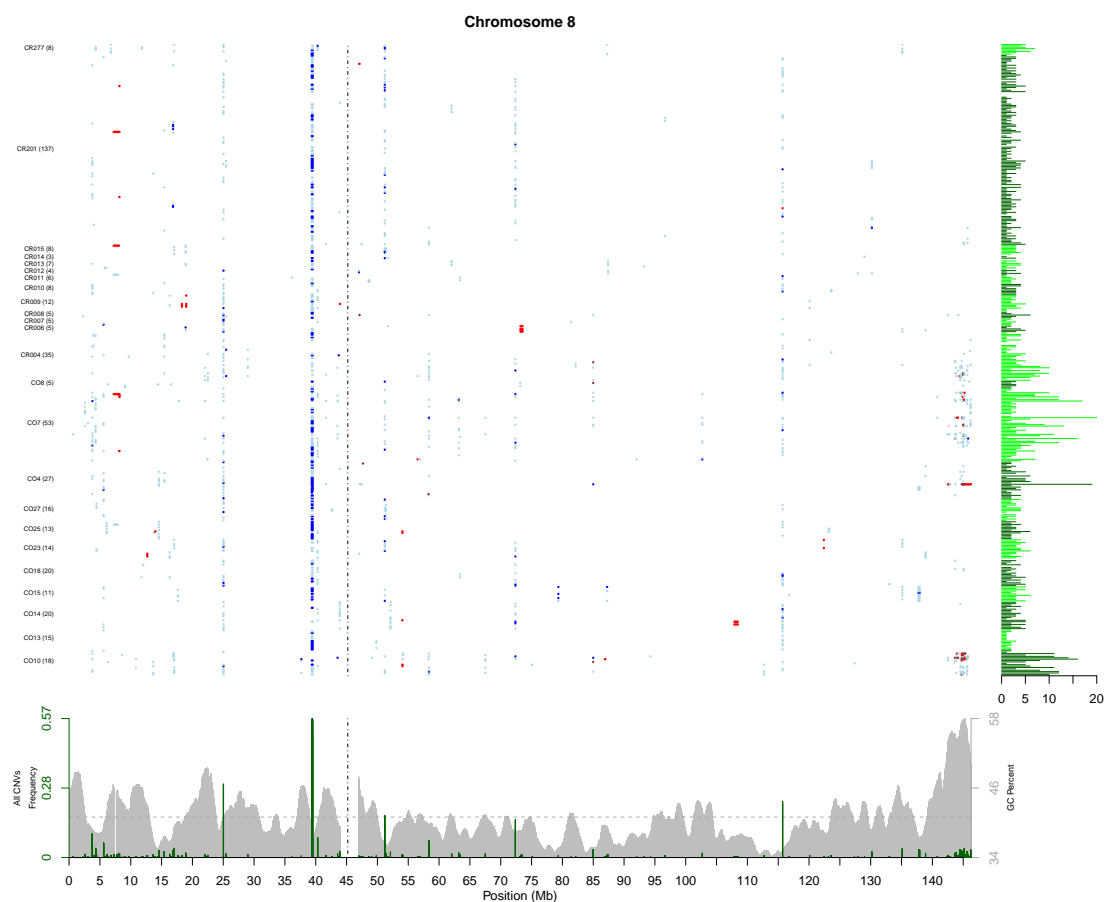 Chromosome 8
CR277 (8)
CR201 (137)
CR015 (8)
CR014 (3)
CR013 (7)
CR012 (4)
CR011 (6)
CR010 (8)
CR009 (12)
CR008 (5)
CR007 (5)
CR006 (5)
CR004 (35)
CO8 (5)
CO7 (53)
CO4 (27)
CO27 (16)
CO25 (13)
CO23 (14)
CO18 (20)
CO15 (11)
CO14 (20)
CO13 (15)
CO10 (18)
0 5 10 20
All CNVs
Frequency
0 0.28 0.57
GC Percent
34 46 58
0 5 10 15 20 25 30 35 40 45 50 55 60 65 70 75 80 85 90 95 100 110 120 130 140
Position (Mb)